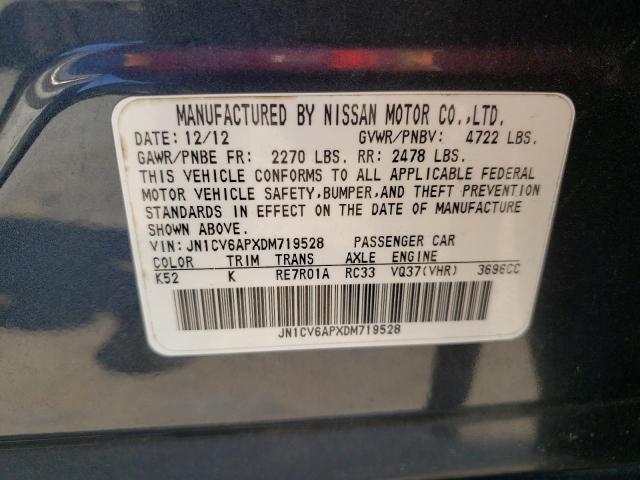 MANUFACTURED BY NISSAN MOTOR CO.,LTD.
DATE: 12/12 GVWR/PNBV: 4722 LBS.
GAWR/PNBE FR: 2270 LBS. RR: 2478 LBS.
THIS VEHICLE CONFORMS TO ALL APPLICABLE FEDERAL
MOTOR VEHICLE SAFETY,BUMPER,AND THEFT PREVENTION
STANDARDS IN EFFECT ON THE DATE OF MANUFACTURE
SHOWN ABOVE.
VIN: JN1CV6APXDM719528 PASSENGER CAR
COLOR TRIM TRANS AXLE ENGINE
K52 K RE7R01A RC33 VQ37(VHR) 3696CC
JN1CV6APXDM719528